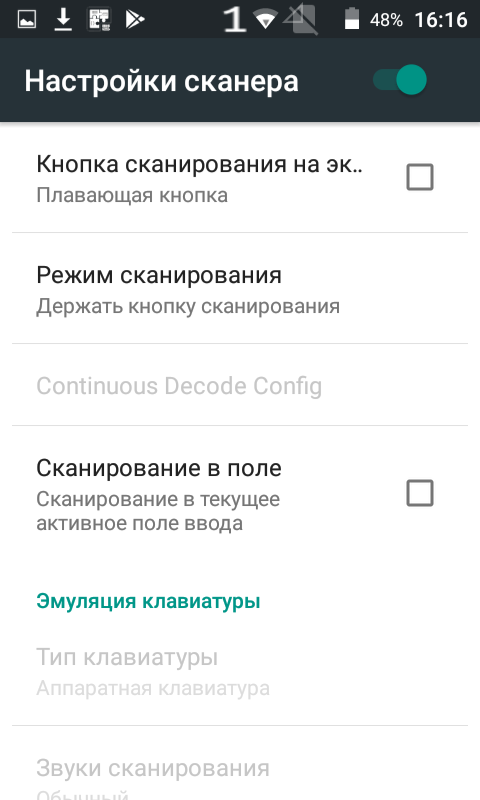 1 48% 16:16
Настройки сканера
Кнопка сканирования на эк..
Плавающая кнопка
Режим сканирования
Держать кнопку сканирования
Continuous Decode Config
Сканирование в поле
Сканирование в текущее
активное поле ввода
Эмуляция клавиатуры
Тип клавиатуры
Аппаратная клавиатура
Звуки сканирования
Обычный